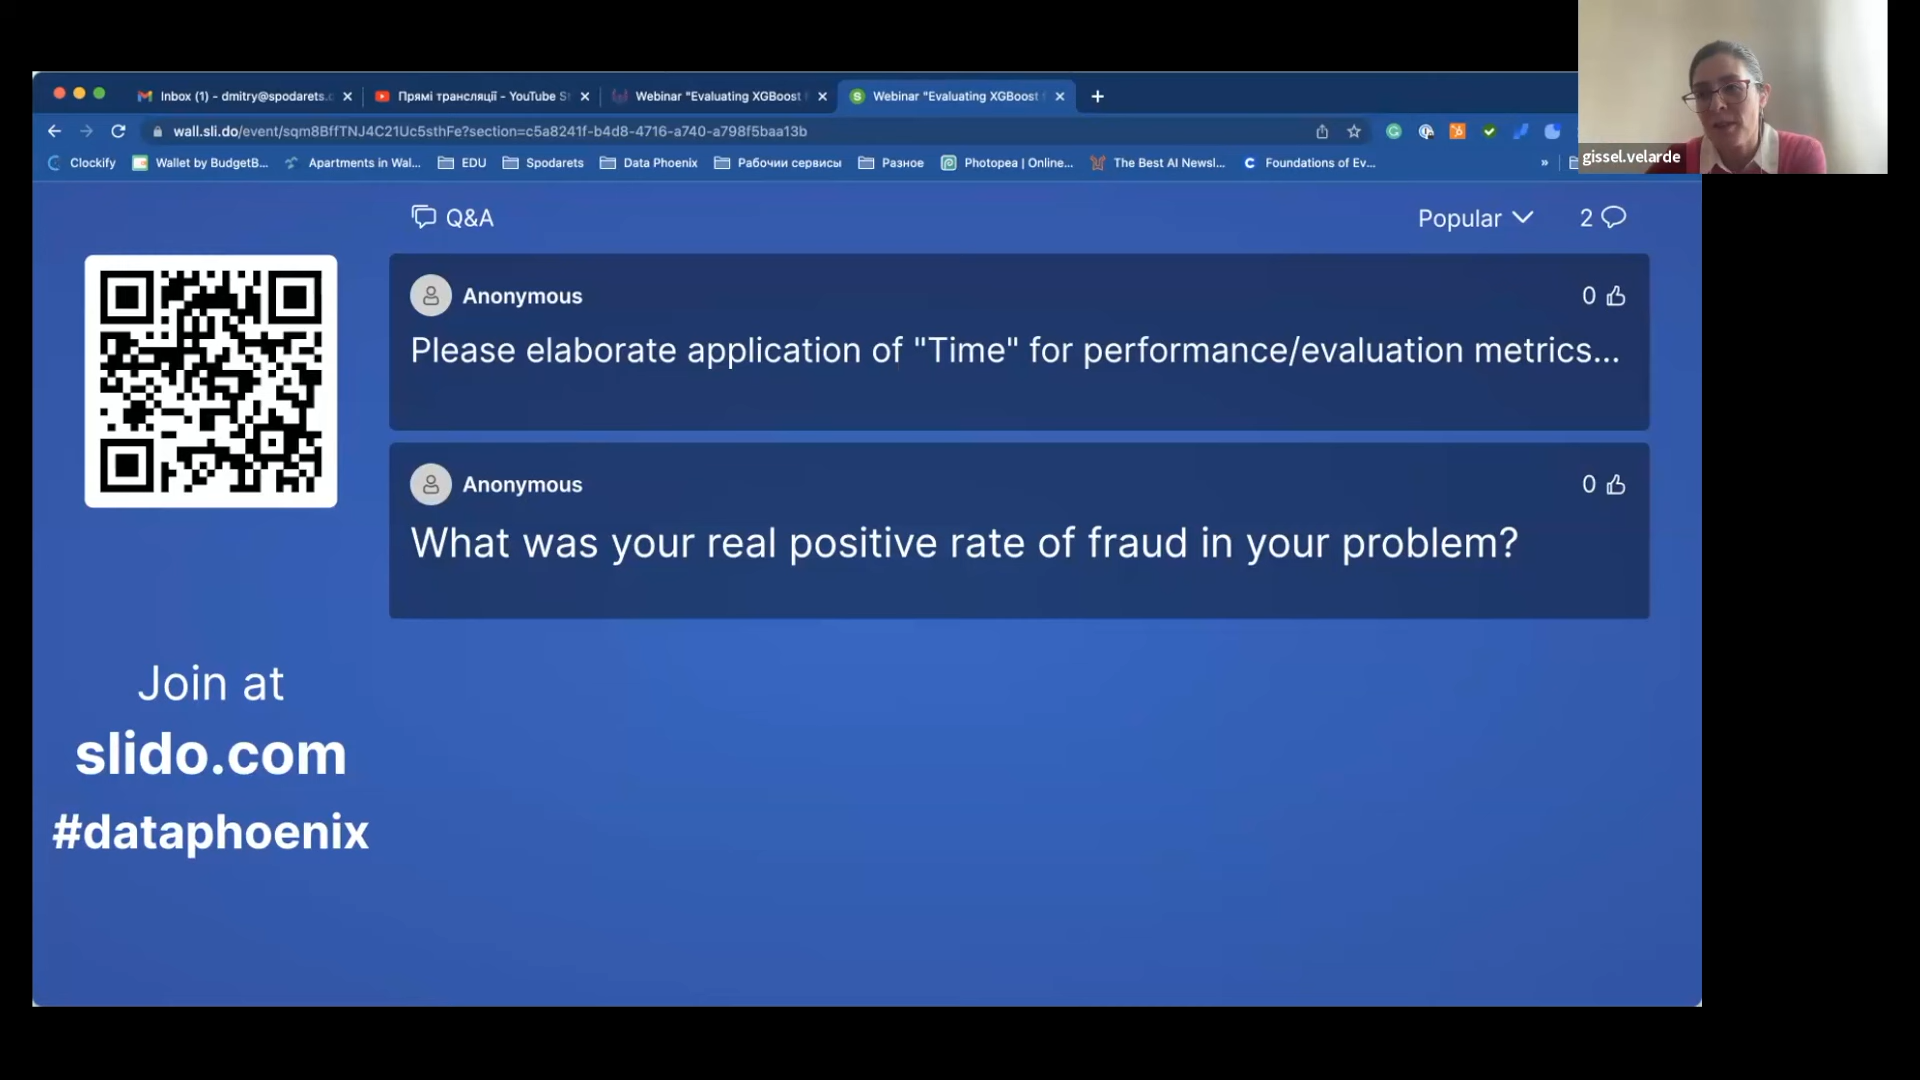 Inbox (1) - dmitry@spodarets.
Прямі трансляції - YouTube S
Webinar "Evaluating XGBoost
Webinar "Evaluating XGBoost
wall.sli.do/event/sqm8BffTNJ4C21Uc5sthFe?section=c5a8241f-b4d8-4716-a740-a798f5baa13b
Clockify
Wallet by BudgetB...
Apartments in Wal...
EDU
Spodarets
Data Phoenix
Рабочии сервисы
Разное
Photopea | Online...
The Best AI Newsl...
Foundations of Ev...
»
gissel.velarde
Q&A
Popular
2
Anonymous
0
Please elaborate application of "Time" for performance/evaluation metrics...
Anonymous
0
What was your real positive rate of fraud in your problem?
Join at
slido.com
#dataphoenix